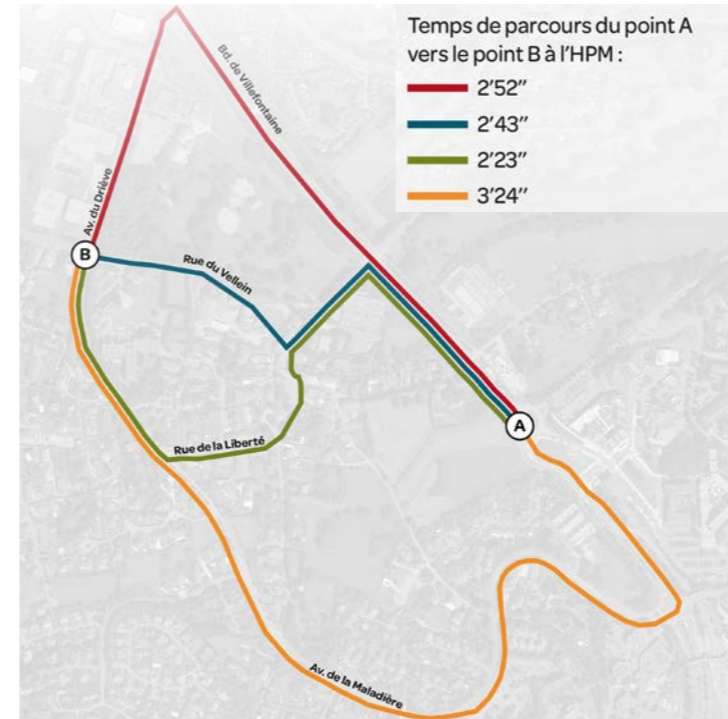 Temps de parcours du point A
vers le point B à l'HPM :
2'52''
2'43''
2'23''
3'24''
Bd. de Villefontaine
Av. du Driève
B
Rue du Vellein
A
Rue de la Liberté
Av. de la Maladière